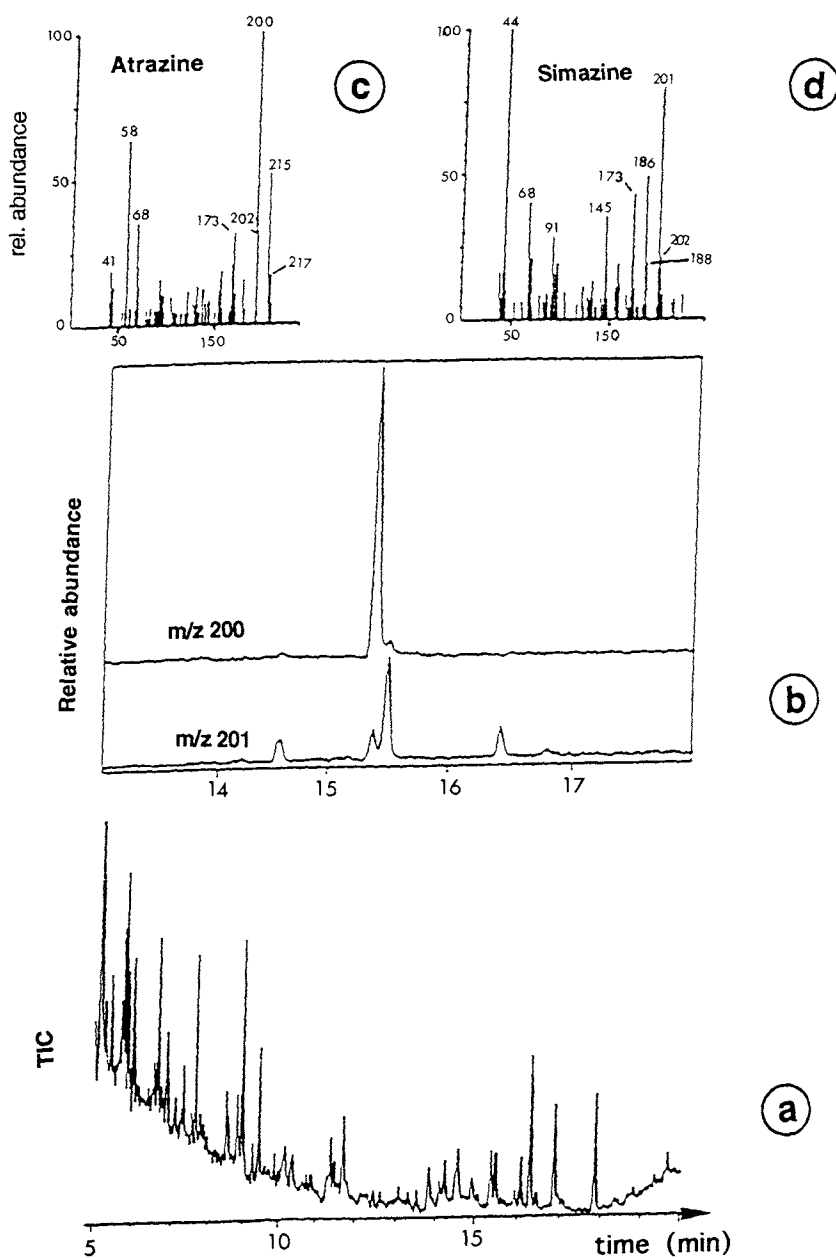 200
44
100
Atrazine
c
100
Simazine
d
201
58
215
186
173
50
68
173
202
50
68
145
91
202
188
41
217
rel. abundance
0
0
50
150
50
150
Relative abundance
m/z 200
m/z 201
b
14
15
16
17
TIC
a
5
10
15
time (min)